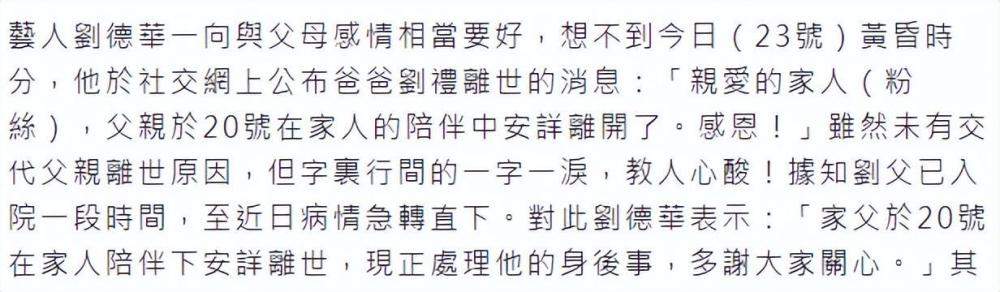 藝人劉德華一向與父母感情相當要好，想不到今日（23號）黃昏時
分，他於社交網上公布爸爸劉禮離世的消息：「親愛的家人（粉
絲），父親於20號在家人的陪伴中安詳離開了。感恩！」雖然未有交
代父親離世原因，但字裏行間的一字一淚，教人心酸！據知劉父已入
院一段時間，至近日病情急轉直下。對此劉德華表示：「家父於20號
在家人陪伴下安詳離世，現正處理他的身後事，多謝大家關心。」其